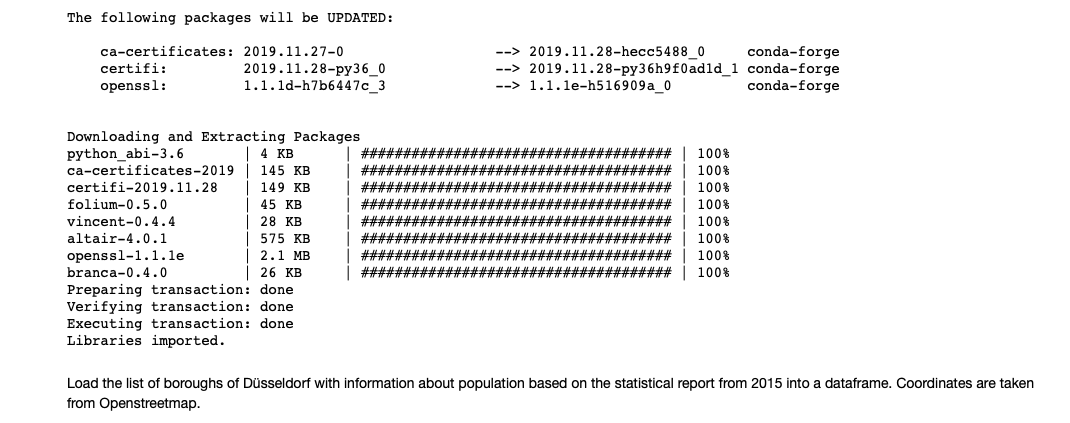 The following packages will be UPDATED:
ca-certificates: 2019.11.27-0 --> 2019.11.28-hecc5488_0 conda-forge
certifi: 2019.11.28-py36_0 --> 2019.11.28-py36h9f0ad1d_1 conda-forge
openssl: 1.1.1d-h7b6447c_3 --> 1.1.1e-h516909a_0 conda-forge
Downloading and Extracting Packages
python_abi-3.6 | 4 KB | ##################################### | 100%
ca-certificates-2019 | 145 KB | ##################################### | 100%
certifi-2019.11.28 | 149 KB | ##################################### | 100%
folium-0.5.0 | 45 KB | ##################################### | 100%
vincent-0.4.4 | 28 KB | ##################################### | 100%
altair-4.0.1 | 575 KB | ##################################### | 100%
openssl-1.1.1e | 2.1 MB | ##################################### | 100%
branca-0.4.0 | 26 KB | ##################################### | 100%
Preparing transaction: done
Verifying transaction: done
Executing transaction: done
Libraries imported.
Load the list of boroughs of Düsseldorf with information about population based on the statistical report from 2015 into a dataframe. Coordinates are taken
from Openstreetmap.